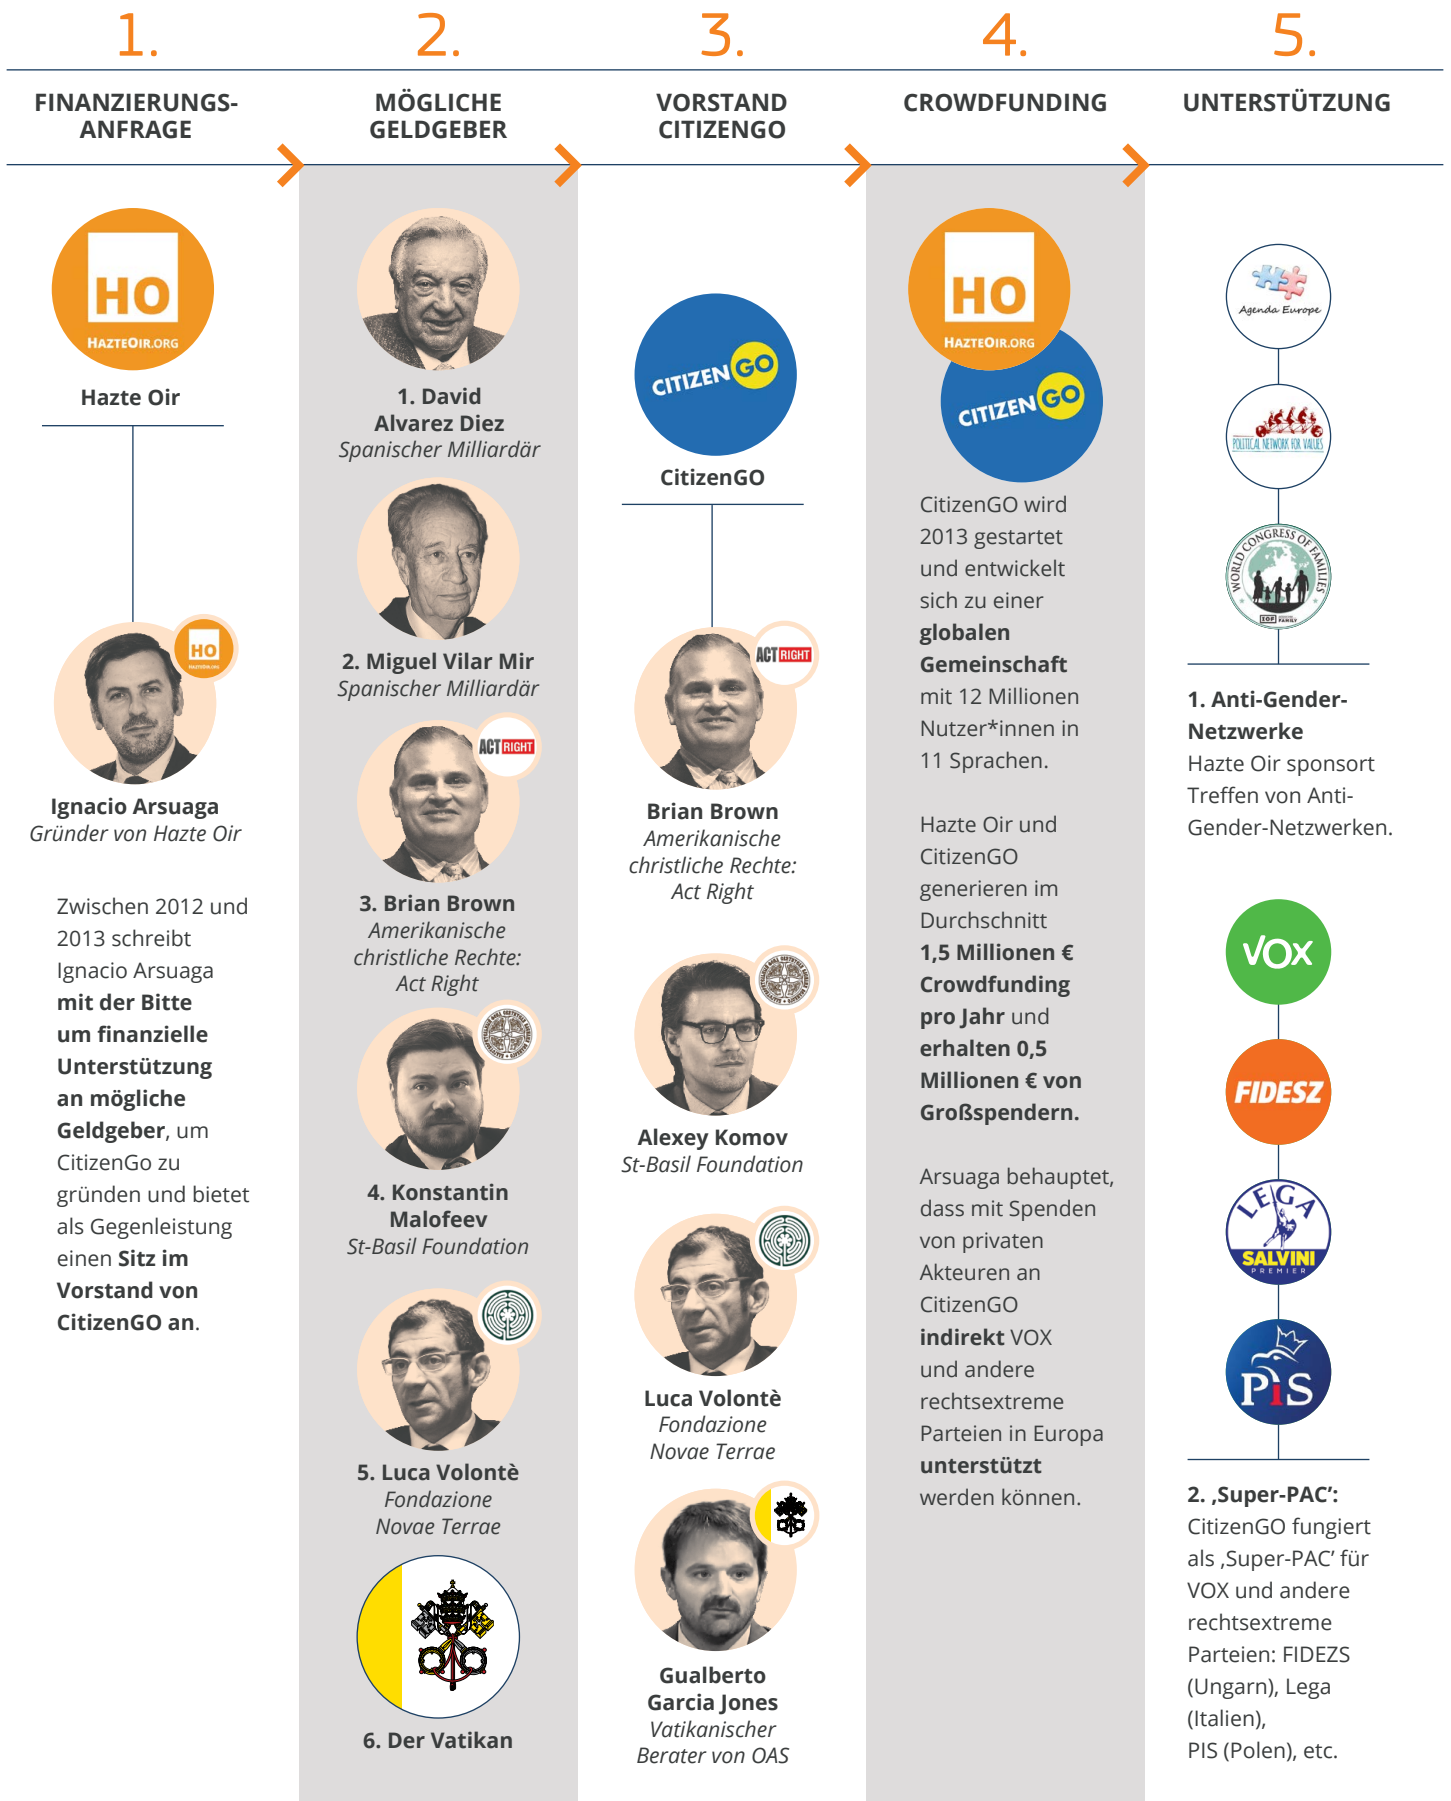 1.
FINANZIERUNGS-
ANFRAGE
HO
HAZTEOIR.ORG
Hazte Oir
HO
HAZTEOIR.ORG
Ignacio Arsuaga
Gründer von Hazte Oir
Zwischen 2012 und
2013 schreibt
Ignacio Arsuaga
mit der Bitte
um finanzielle
Unterstützung
an mögliche
Geldgeber, um
CitizenGo zu
gründen und bietet
als Gegenleistung
einen Sitz im
Vorstand von
CitizenGO an.
2.
MÖGLICHE
GELDGEBER
1. David
Alvarez Diez
Spanischer Milliardär
2. Miguel Vilar Mir
Spanischer Milliardär
ACT RIGHT
3. Brian Brown
Amerikanische
christliche Rechte:
Act Right
4. Konstantin
Malofeev
St-Basil Foundation
5. Luca Volontè
Fondazione
Novae Terrae
6. Der Vatikan
3.
VORSTAND
CITIZENGO
CITIZEN GO
CitizenGO
ACT RIGHT
Brian Brown
Amerikanische
christliche Rechte:
Act Right
Alexey Komov
St-Basil Foundation
Luca Volontè
Fondazione
Novae Terrae
Gualberto
Garcia Jones
Vatikanischer
Berater von OAS
4.
CROWDFUNDING
HO
HAZTEOIR.ORG
CITIZEN GO
CitizenGO wird
2013 gestartet
und entwickelt
sich zu einer
globalen
Gemeinschaft
mit 12 Millionen
Nutzer*innen in
11 Sprachen.
Hazte Oir und
CitizenGO
generieren im
Durchschnitt
1,5 Millionen €
Crowdfunding
pro Jahr und
erhalten 0,5
Millionen € von
Großspendern.
Arsuaga behauptet,
dass mit Spenden
von privaten
Akteuren an
CitizenGO
indirekt VOX
und andere
rechtsextreme
Parteien in Europa
unterstützt
werden können.
5.
UNTERSTÜTZUNG
Agenda Europe
POLITICAL NETWORK FOR VALUES
WORLD CONGRESS OF FAMILIES
IOF
FAMILY
1. Anti-Gender-
Netzwerke
Hazte Oir sponsort
Treffen von Anti-
Gender-Netzwerken.
VOX
FIDESZ
LEGA
SALVINI
PREMIER
PiS
2. ‚Super-PAC’:
CitizenGO fungiert
als ‚Super-PAC’ für
VOX und andere
rechtsextreme
Parteien: FIDEZS
(Ungarn), Lega
(Italien),
PIS (Polen), etc.